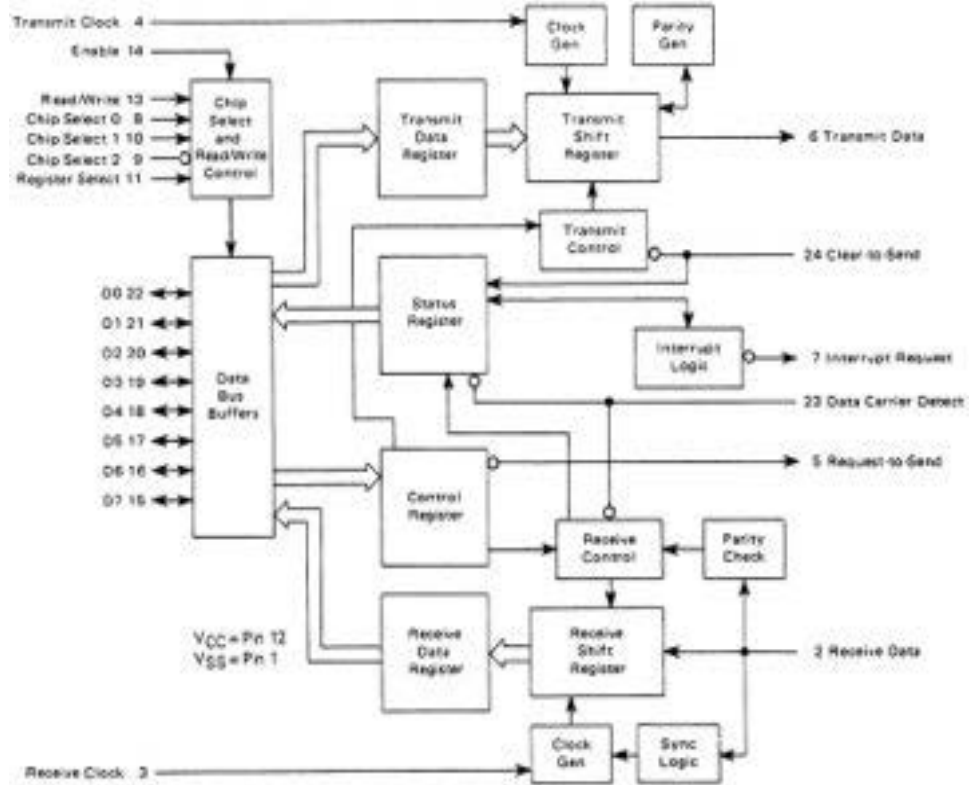 Transmit Clock 4
Clock
Gen
Parity
Gen
Enable 14
Read/Write 13
Chip Select 0 8
Chip Select 1 10
Chip Select 2 9
Register Select 11
Chip
Select
and
Read/Write
Control
Transmit
Data
Register
Transmit
Shift
Register
6 Transmit Data
Transmit
Control
24 Clear-to-Send
D0 22
D1 21
D2 20
D3 19
D4 18
D5 17
D6 16
D7 15
Data
Bus
Buffers
Status
Register
Interrupt
Logic
7 Interrupt Request
23 Data Carrier Detect
5 Request-to-Send
Control
Register
Receive
Control
Parity
Check
VCC = Pin 12
VSS = Pin 1
Receive
Data
Register
Receive
Shift
Register
2 Receive Data
Clock
Gen
Sync
Logic
Receive Clock 3